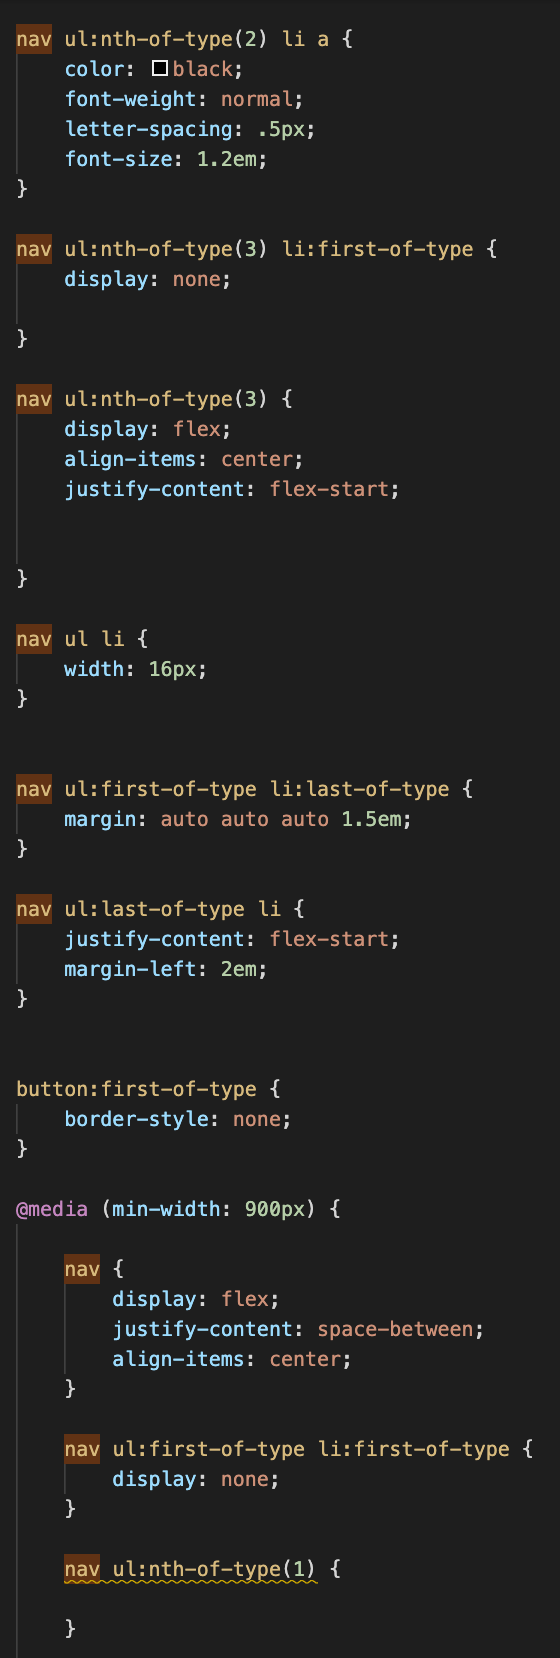 nav ul:nth-of-type(2) li a {
    color: black;
    font-weight: normal;
    letter-spacing: .5px;
    font-size: 1.2em;
}
nav ul:nth-of-type(3) li:first-of-type {
    display: none;
}
nav ul:nth-of-type(3) {
    display: flex;
    align-items: center;
    justify-content: flex-start;
}
nav ul li {
    width: 16px;
}
nav ul:first-of-type li:last-of-type {
    margin: auto auto auto 1.5em;
}
nav ul:last-of-type li {
    justify-content: flex-start;
    margin-left: 2em;
}
button:first-of-type {
    border-style: none;
}
@media (min-width: 900px) {
    nav {
        display: flex;
        justify-content: space-between;
        align-items: center;
    }
    nav ul:first-of-type li:first-of-type {
        display: none;
    }
    nav ul:nth-of-type(1) {
    }